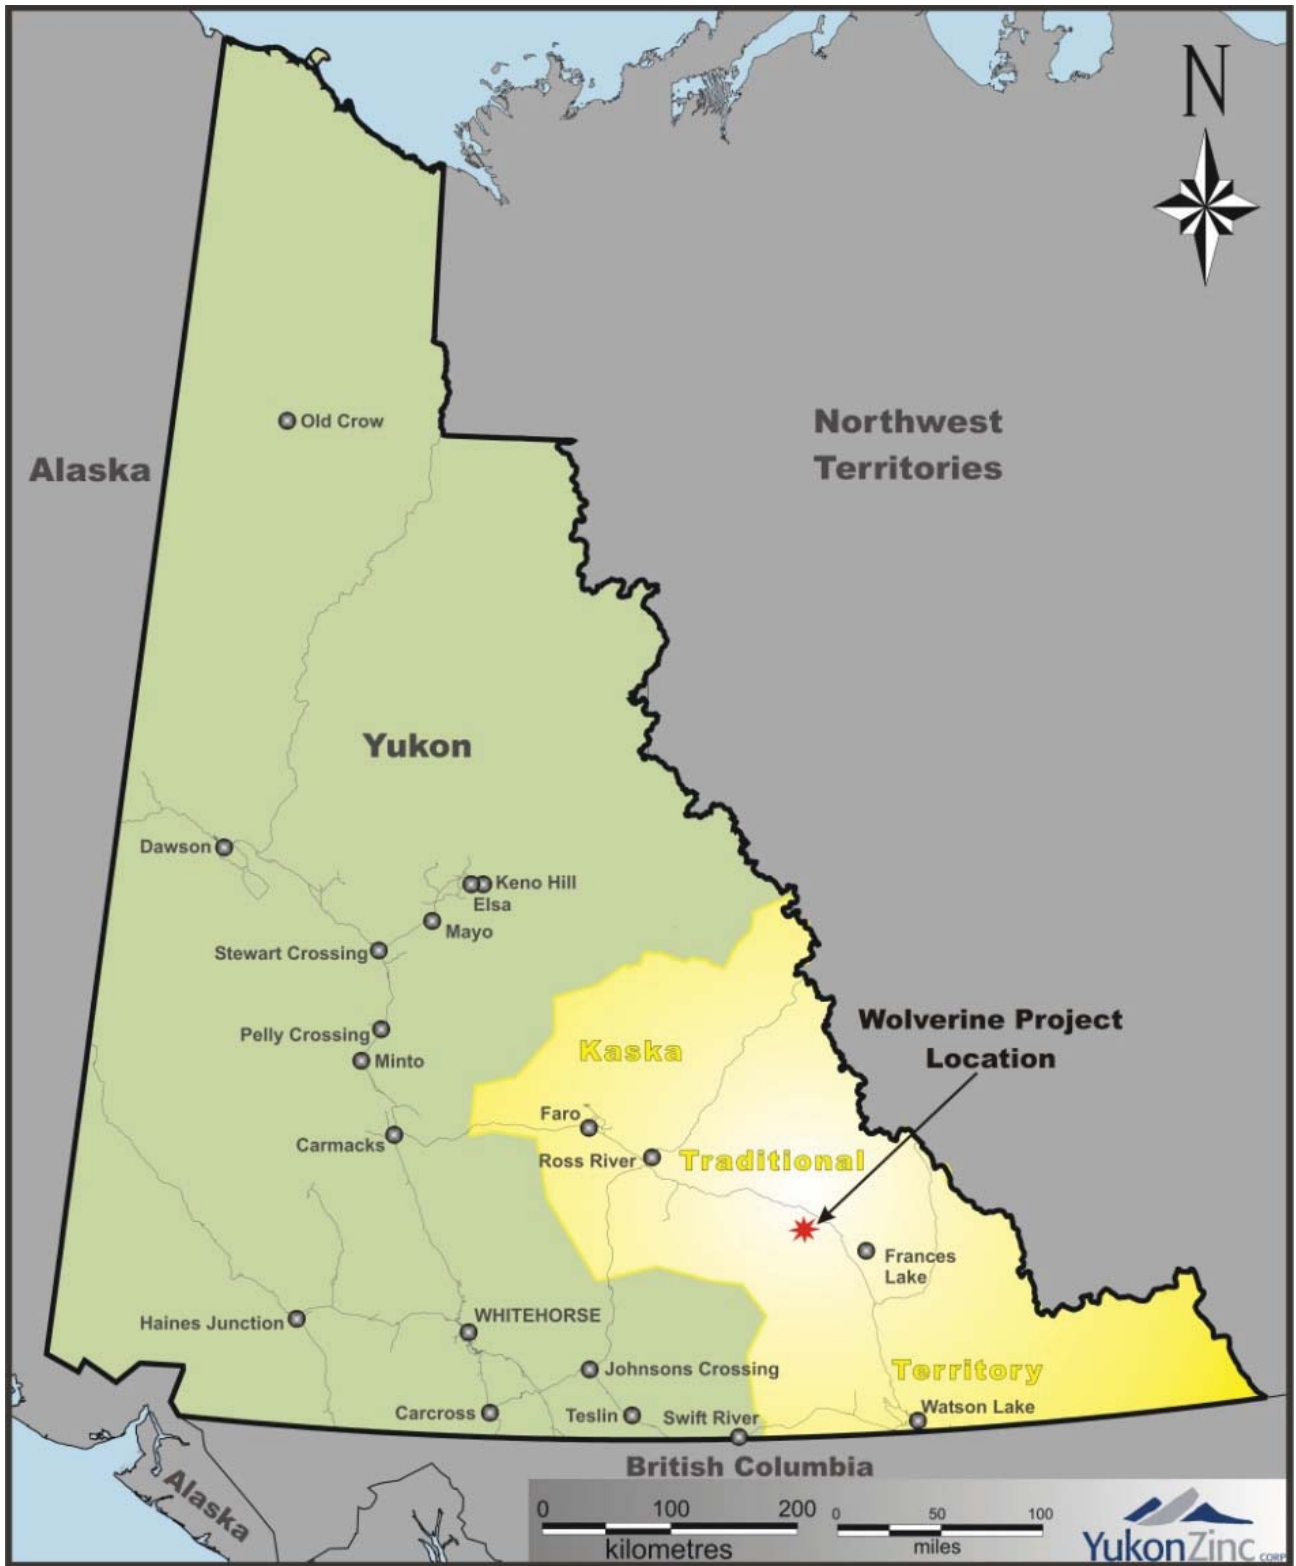 N
Old Crow
Northwest
Territories
Alaska
Yukon
Dawson
Keno Hill
Elsa
Mayo
Stewart Crossing
Wolverine Project
Location
Pelly Crossing
Kaska
Minto
Faro
Carmacks
Ross River
Traditional
Frances
Lake
WHITEHORSE
Haines Junction
Johnsons Crossing
Territory
Watson Lake
Carcross
Teslin
Swift River
British Columbia
Alaska
0 100 200
kilometres
0 50 100
miles
YukonZinc CORP